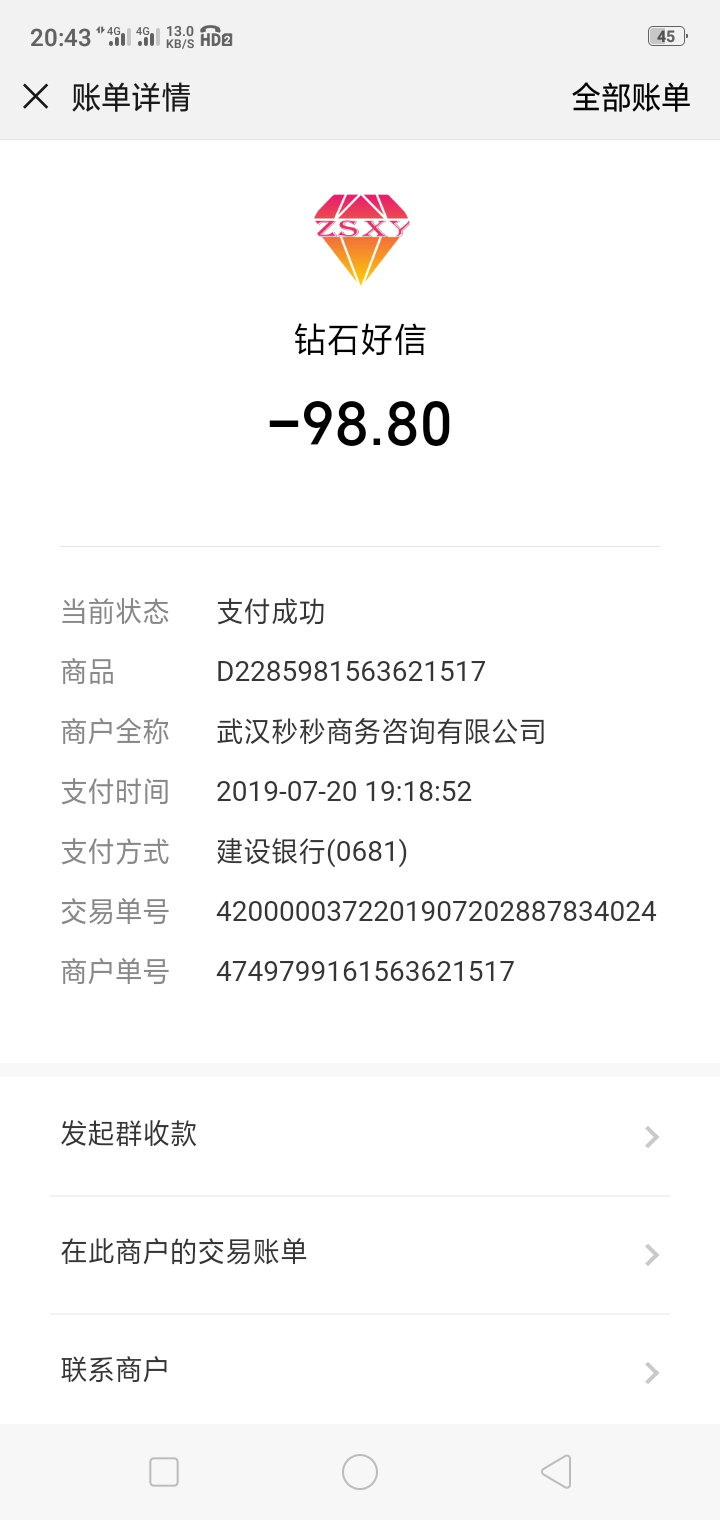 20:43 4G 4G 13.0 KB/S HD2 45
账单详情 全部账单
ZSXY
钻石好信
-98.80
当前状态 支付成功
商品 D2285981563621517
商户全称 武汉秒秒商务咨询有限公司
支付时间 2019-07-20 19:18:52
支付方式 建设银行(0681)
交易单号 4200000372201907202887834024
商户单号 4749799161563621517
发起群收款
在此商户的交易账单
联系商户